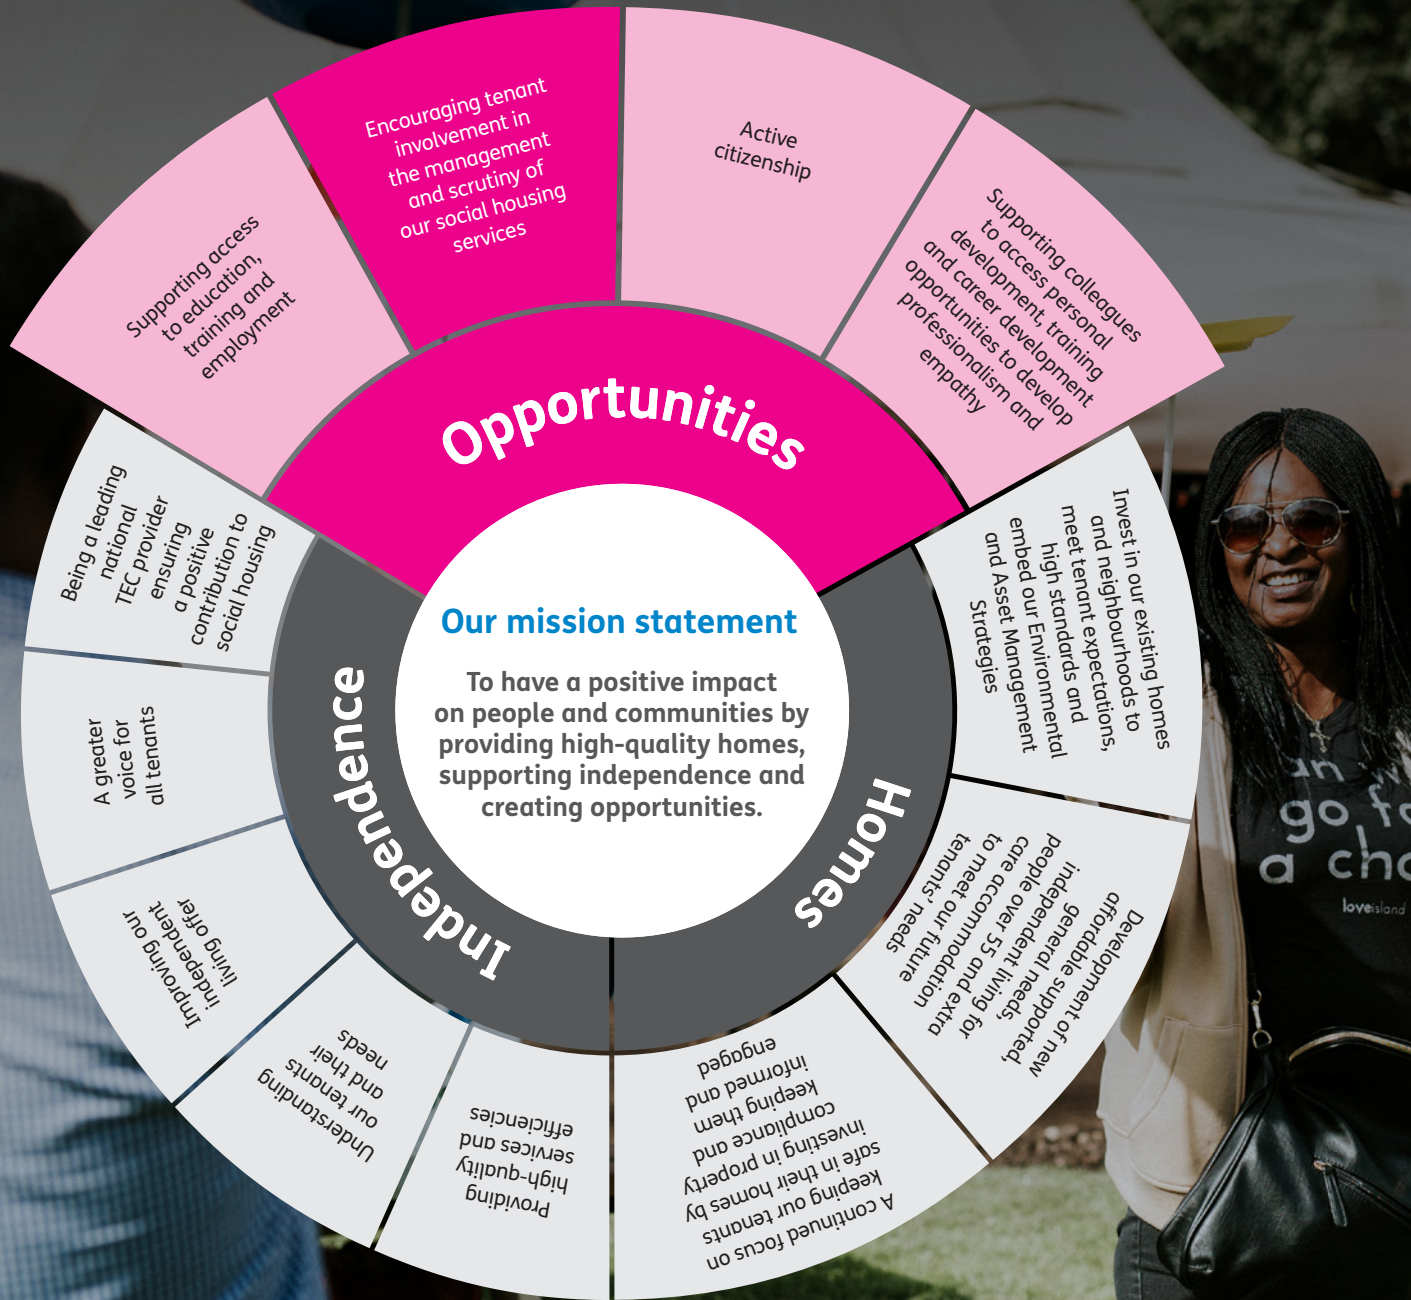 Our mission statement
To have a positive impact
on people and communities by
providing high-quality homes,
supporting independence and
creating opportunities.
Opportunities
Supporting access
to education,
training and
employment
Encouraging tenant
involvement in
the management
and scrutiny of
our social housing
services
Active
citizenship
Supporting colleagues
to access personal
development, training
and career development
opportunities to develop
professionalism and
empathy
Homes
Invest in our existing homes
and neighbourhoods to
meet tenant expectations,
high standards and
embed our Environmental
and Asset Management
Strategies
Development of new
affordable supported,
general needs,
independent living for
people over 55 and extra
care accommodation
to meet our future
tenants' needs
A continued focus on
keeping our tenants
safe in their homes by
investing in property
compliance and
keeping them
informed and
engaged
Independence
Providing
high-quality
services and
efficiencies
Understanding
our tenants
and their
needs
Improving our
independent
living offer
A greater
voice for
all tenants
Being a leading
national
TEC provider
ensuring
a positive
contribution to
social housing
go
a
loveisland